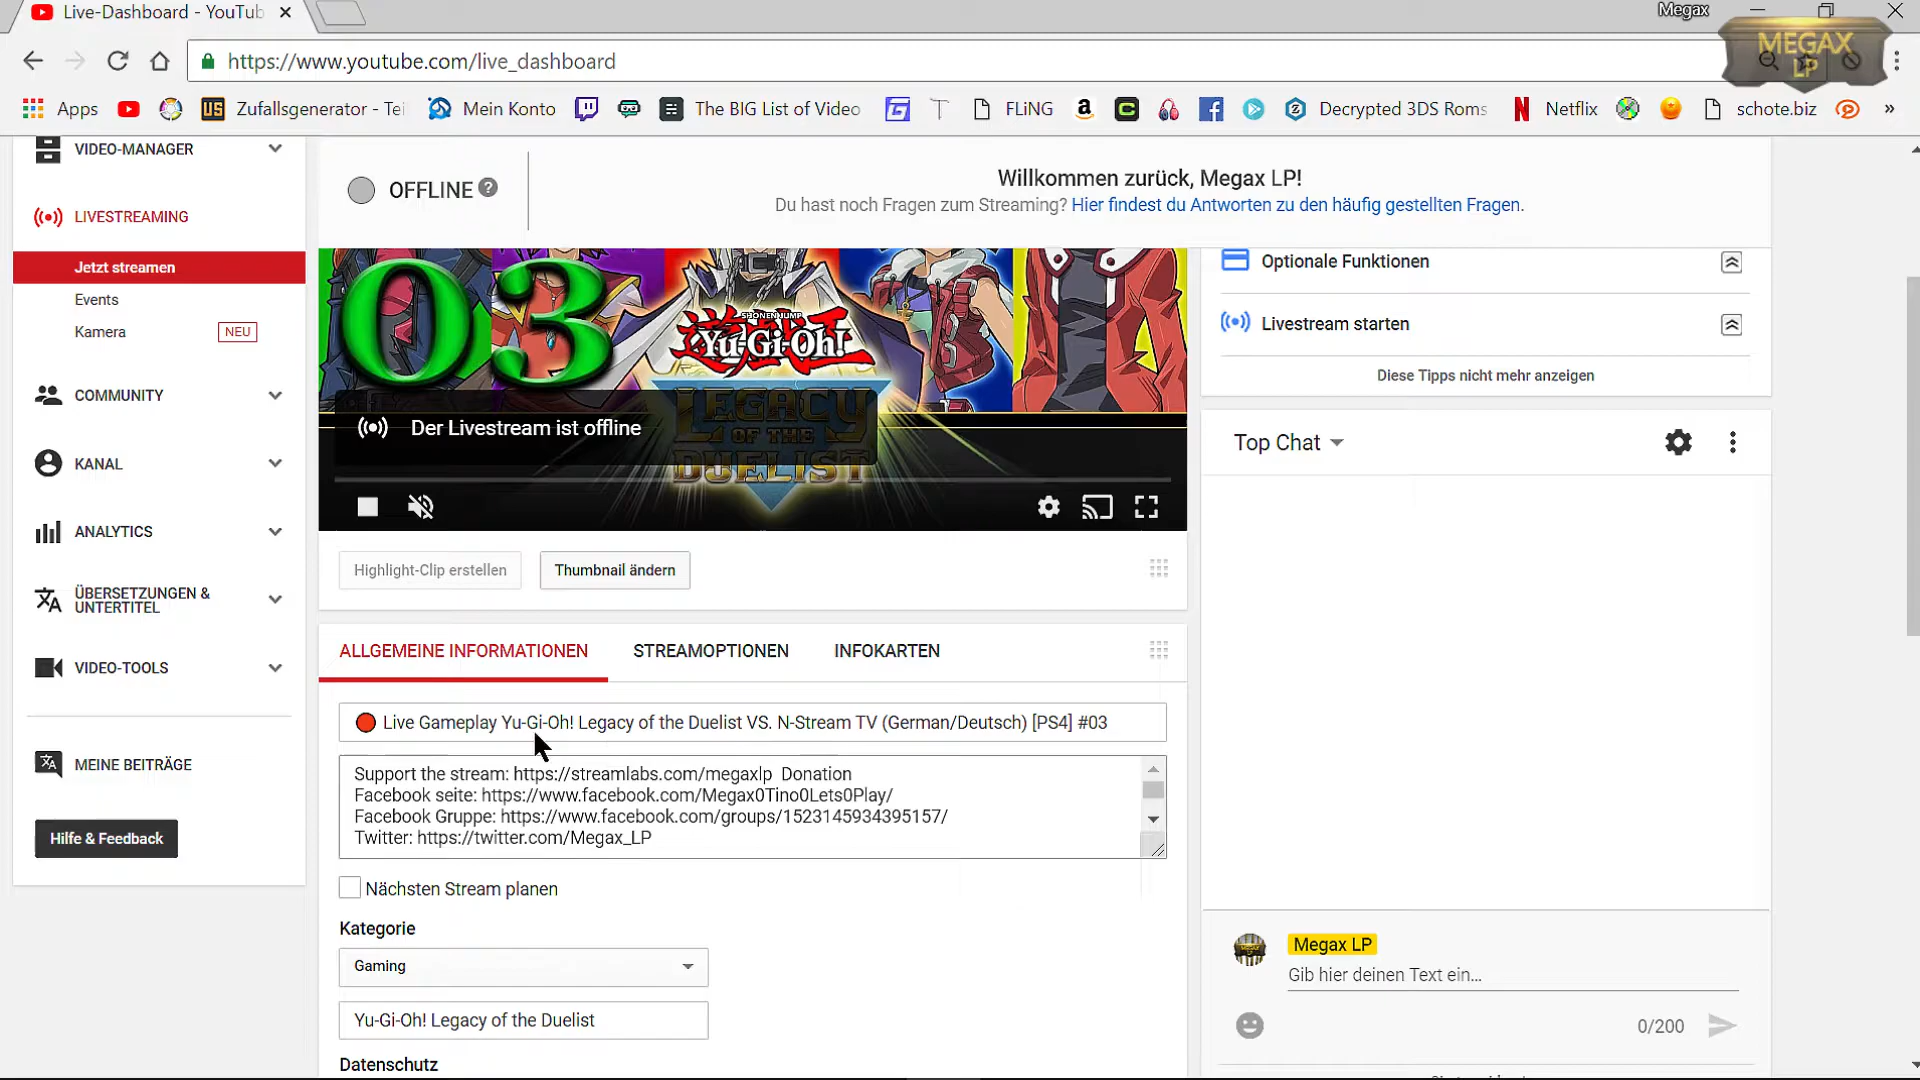 Live-Dashboard - YouTub
Megax
MEGAX
LP
https://www.youtube.com/live_dashboard
Apps
US
Zufallsgenerator - Tei
Mein Konto
The BIG List of Video
FLiNG
Decrypted 3DS Roms
Netflix
schote.biz
»
VIDEO-MANAGER
LIVESTREAMING
Jetzt streamen
Events
Kamera
NEU
COMMUNITY
KANAL
ANALYTICS
ÜBERSETZUNGEN &
UNTERTITEL
VIDEO-TOOLS
MEINE BEITRÄGE
Hilfe & Feedback
OFFLINE
Willkommen zurück, Megax LP!
Du hast noch Fragen zum Streaming? Hier findest du Antworten zu den häufig gestellten Fragen.
03
SHONEN JUMP
遊☆戯☆王
Yu-Gi-Oh!
LEGACY
OF THE
DUELIST
Der Livestream ist offline
Highlight-Clip erstellen
Thumbnail ändern
ALLGEMEINE INFORMATIONEN
STREAMOPTIONEN
INFOKARTEN
Live Gameplay Yu-Gi-Oh! Legacy of the Duelist VS. N-Stream TV (German/Deutsch) [PS4] #03
Support the stream: https://streamlabs.com/megaxlp Donation
Facebook seite: https://www.facebook.com/Megax0Tino0Lets0Play/
Facebook Gruppe: https://www.facebook.com/groups/1523145934395157/
Twitter: https://twitter.com/Megax_LP
Nächsten Stream planen
Kategorie
Gaming
Yu-Gi-Oh! Legacy of the Duelist
Datenschutz
Optionale Funktionen
Livestream starten
Diese Tipps nicht mehr anzeigen
Top Chat
Megax LP
Gib hier deinen Text ein...
0/200